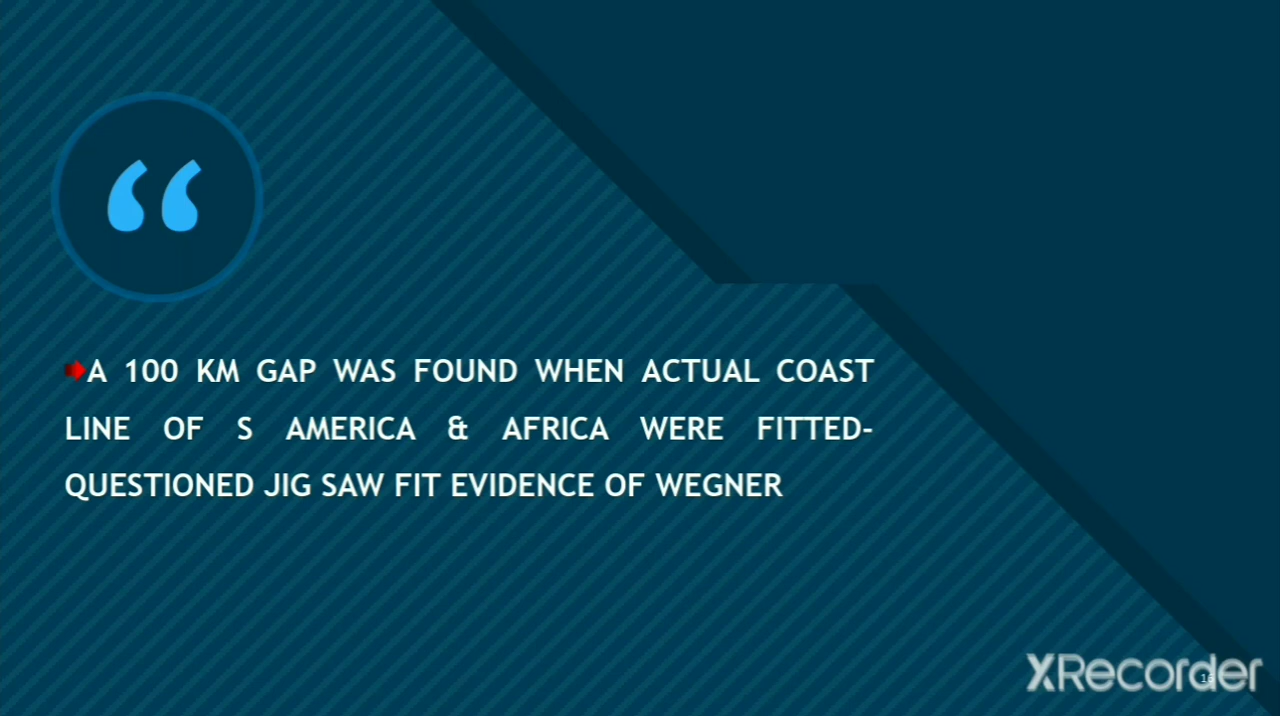 “
A 100 KM GAP WAS FOUND WHEN ACTUAL COAST
LINE OF S AMERICA & AFRICA WERE FITTED-
QUESTIONED JIG SAW FIT EVIDENCE OF WEGNER
XRecorder
16